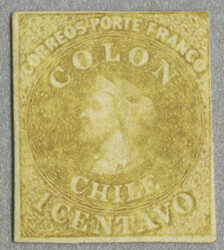 CORREOS PORTE FRANCO
COLON
CHILE
1 CENTAVO